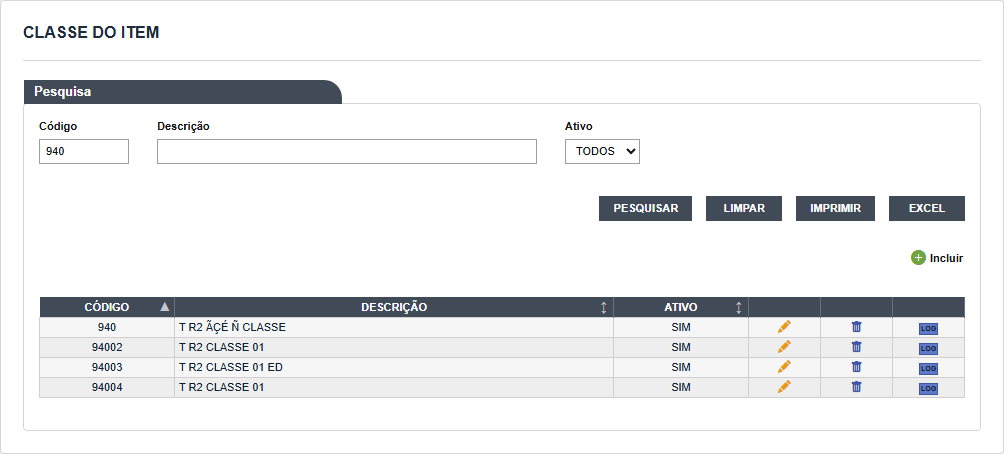 CLASSE DO ITEM
Pesquisa
Código Descrição Ativo
940 TODOS
PESQUISAR LIMPAR IMPRIMIR EXCEL
Incluir
CÓDIGO DESCRIÇÃO ATIVO
940 T R2 ÃÇÉ Ñ CLASSE SIM LOG
94002 T R2 CLASSE 01 SIM LOG
94003 T R2 CLASSE 01 ED SIM LOG
94004 T R2 CLASSE 01 SIM LOG